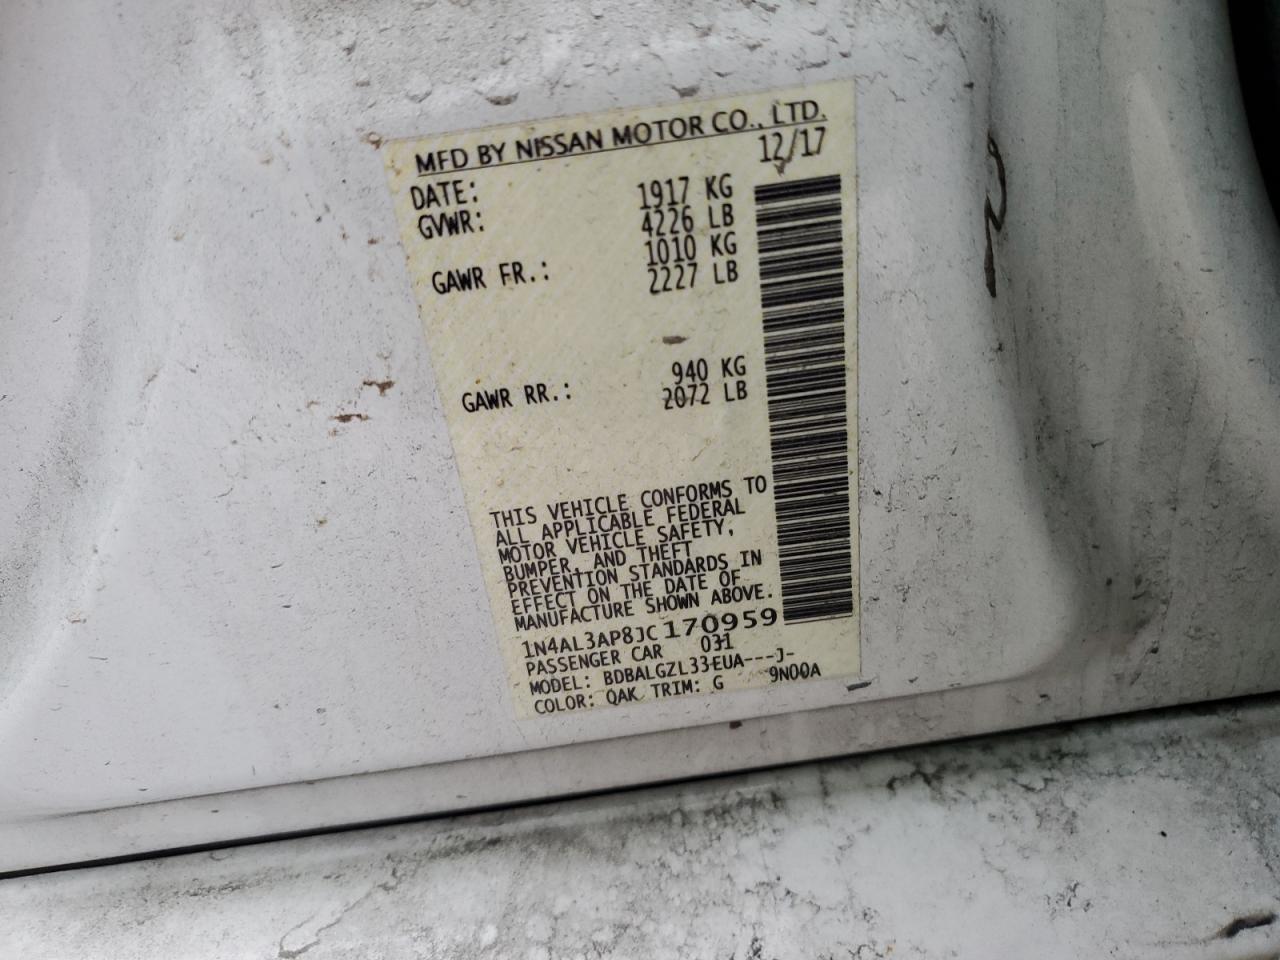 MFD BY NISSAN MOTOR CO., LTD.
DATE: 12/17
GVWR: 1917 KG
4226 LB
GAWR FR.: 1010 KG
2227 LB
GAWR RR.: 940 KG
2072 LB
THIS VEHICLE CONFORMS TO
ALL APPLICABLE FEDERAL
MOTOR VEHICLE SAFETY,
BUMPER, AND THEFT
PREVENTION STANDARDS IN
EFFECT ON THE DATE OF
MANUFACTURE SHOWN ABOVE.
1N4AL3AP8JC170959
PASSENGER CAR 031
MODEL: BDBALGZL33-EUA---J-
COLOR: QAK TRIM: G 9N00A